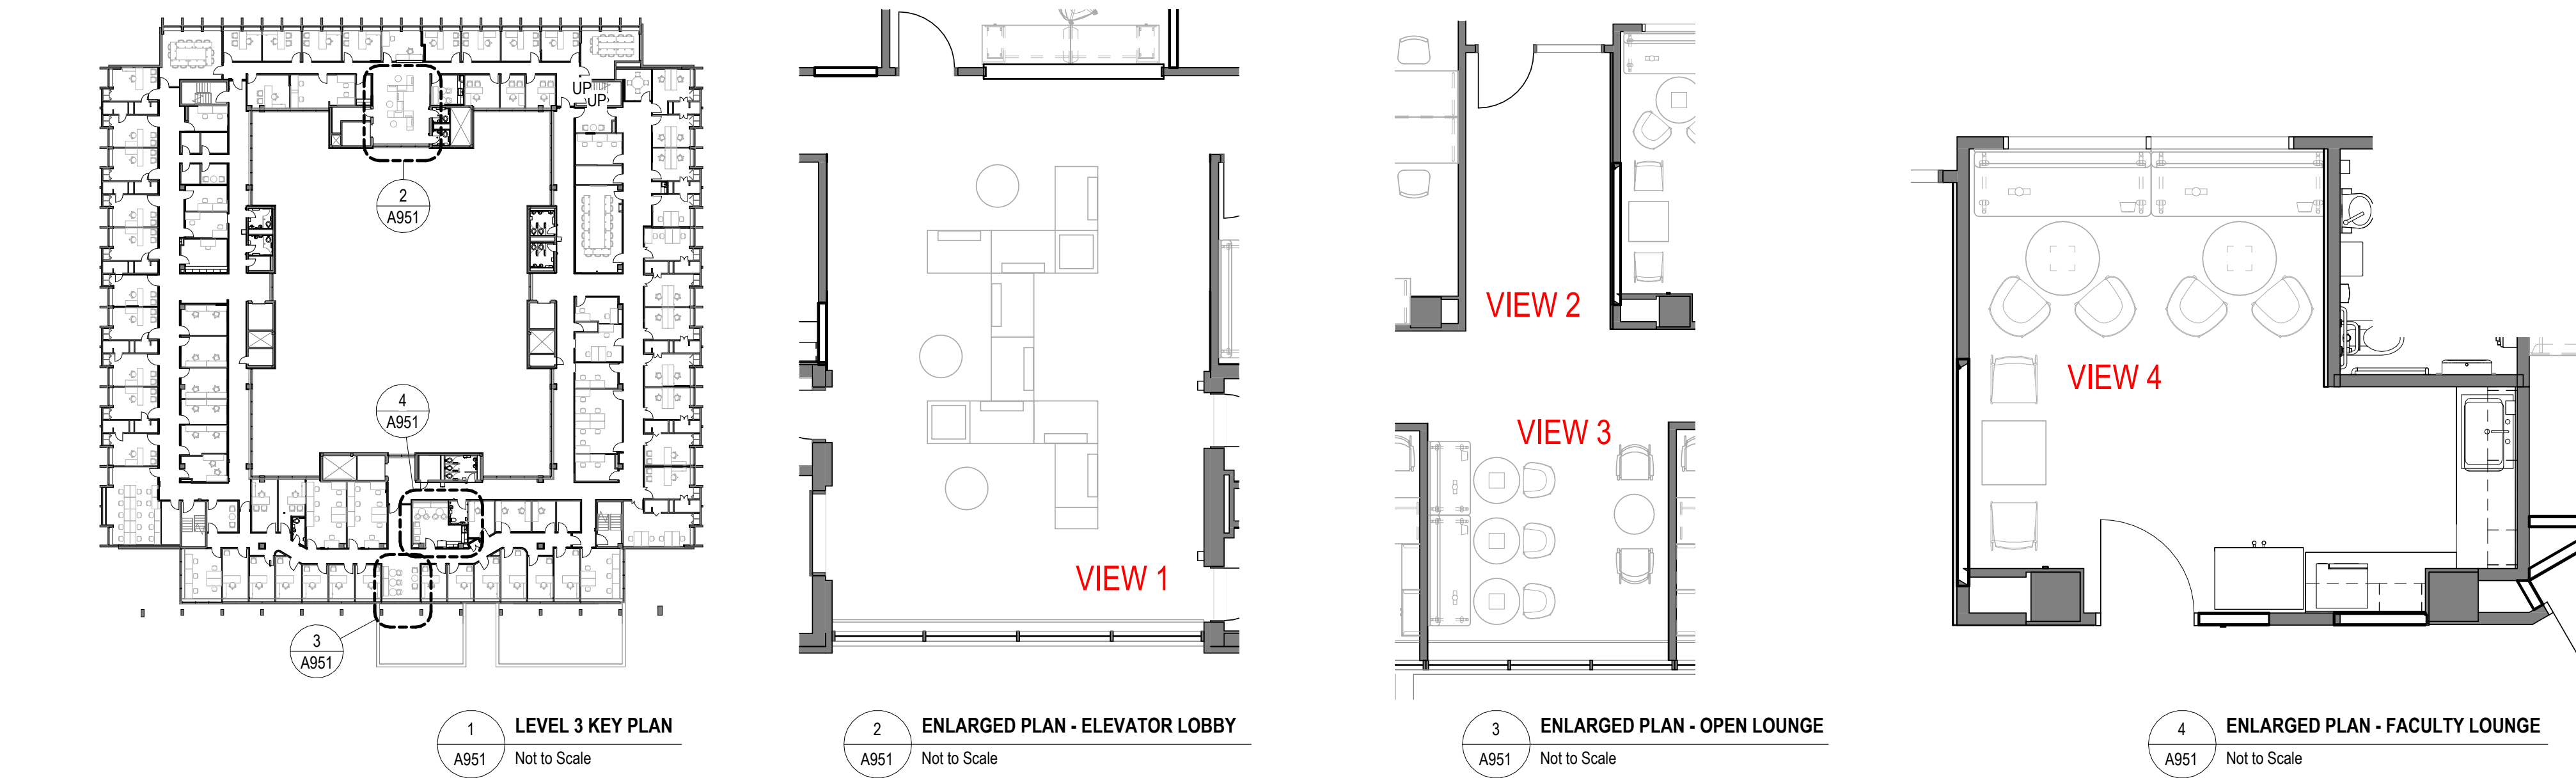 UP
UP
2
A951
4
A951
3
A951
1
A951
LEVEL 3 KEY PLAN
Not to Scale
VIEW 1
2
A951
ENLARGED PLAN - ELEVATOR LOBBY
Not to Scale
VIEW 2
VIEW 3
3
A951
ENLARGED PLAN - OPEN LOUNGE
Not to Scale
VIEW 4
4
A951
ENLARGED PLAN - FACULTY LOUNGE
Not to Scale